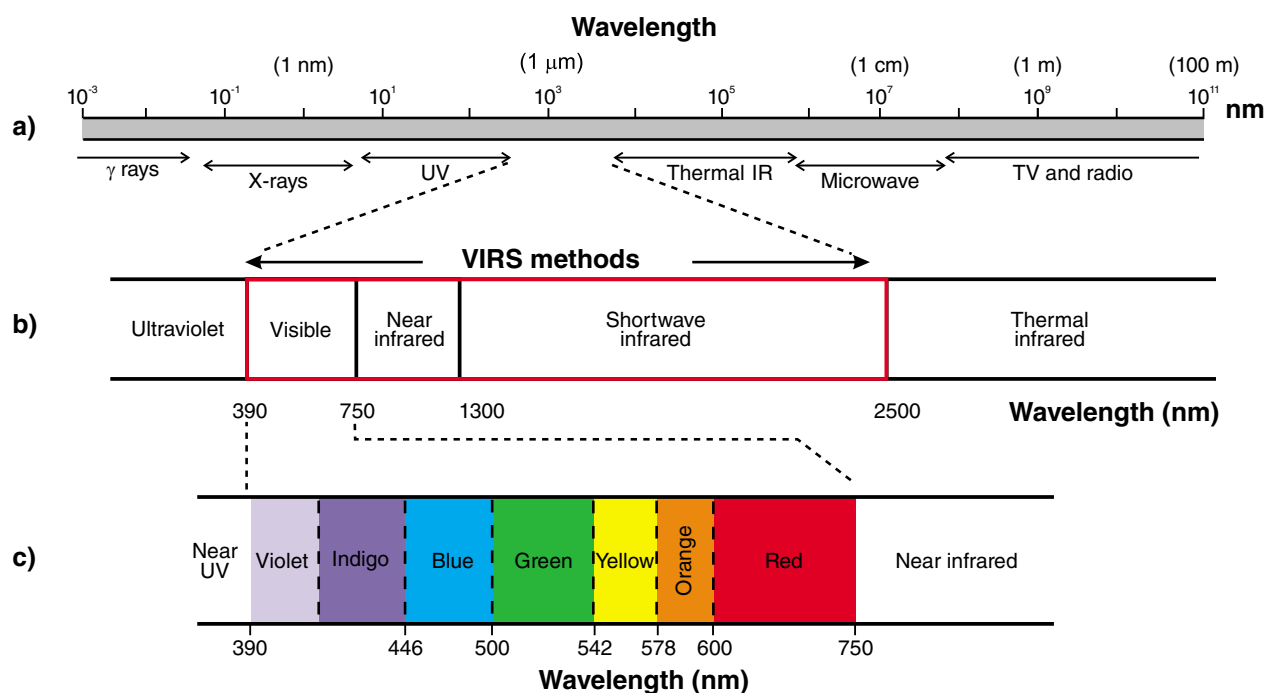 Wavelength
(1 nm) (1 μm) (1 cm) (1 m) (100 m)
10⁻³ 10⁻¹ 10¹ 10³ 10⁵ 10⁷ 10⁹ 10¹¹ nm
a)
γ rays X-rays UV Thermal IR Microwave TV and radio
VIRS methods
b)
Ultraviolet
Visible
Near
infrared
Shortwave
infrared
Thermal
infrared
390 750 1300 2500 Wavelength (nm)
c)
Near
UV
Violet Indigo Blue Green Yellow Orange Red Near infrared
390 446 500 542 578 600 750
Wavelength (nm)